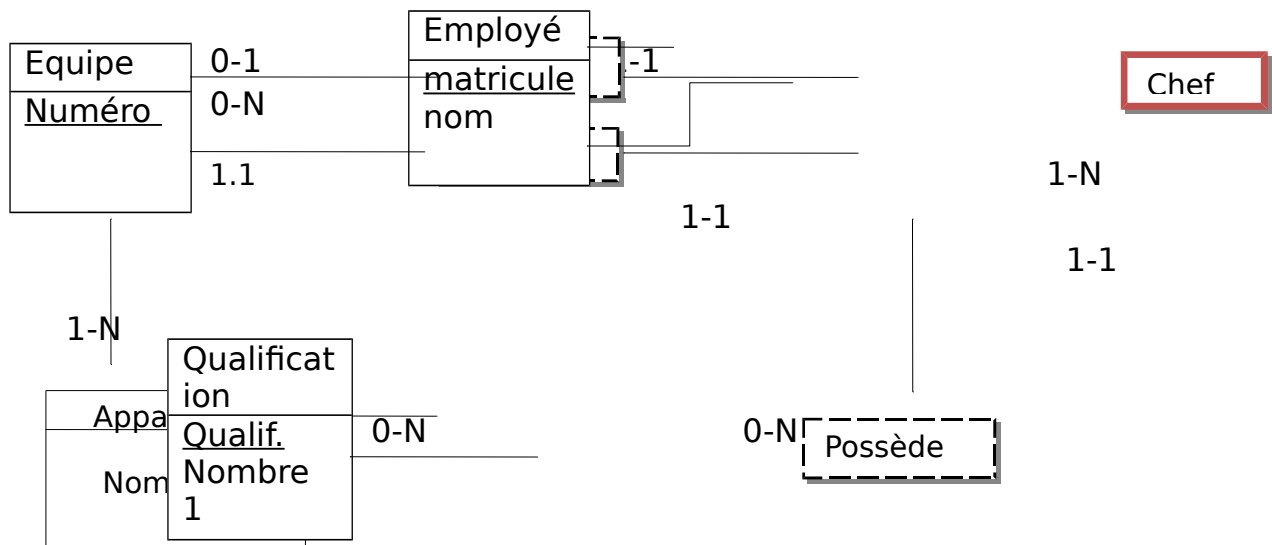 Equipe
Numéro
0-1
0-N
1.1
Employé
matricule
nom
.-1
Chef
1-N
1-1
1-1
1-N
Qualificat
ion
Qualif.
Nombre
1
Appa
Nom
0-N
0-N
Possède